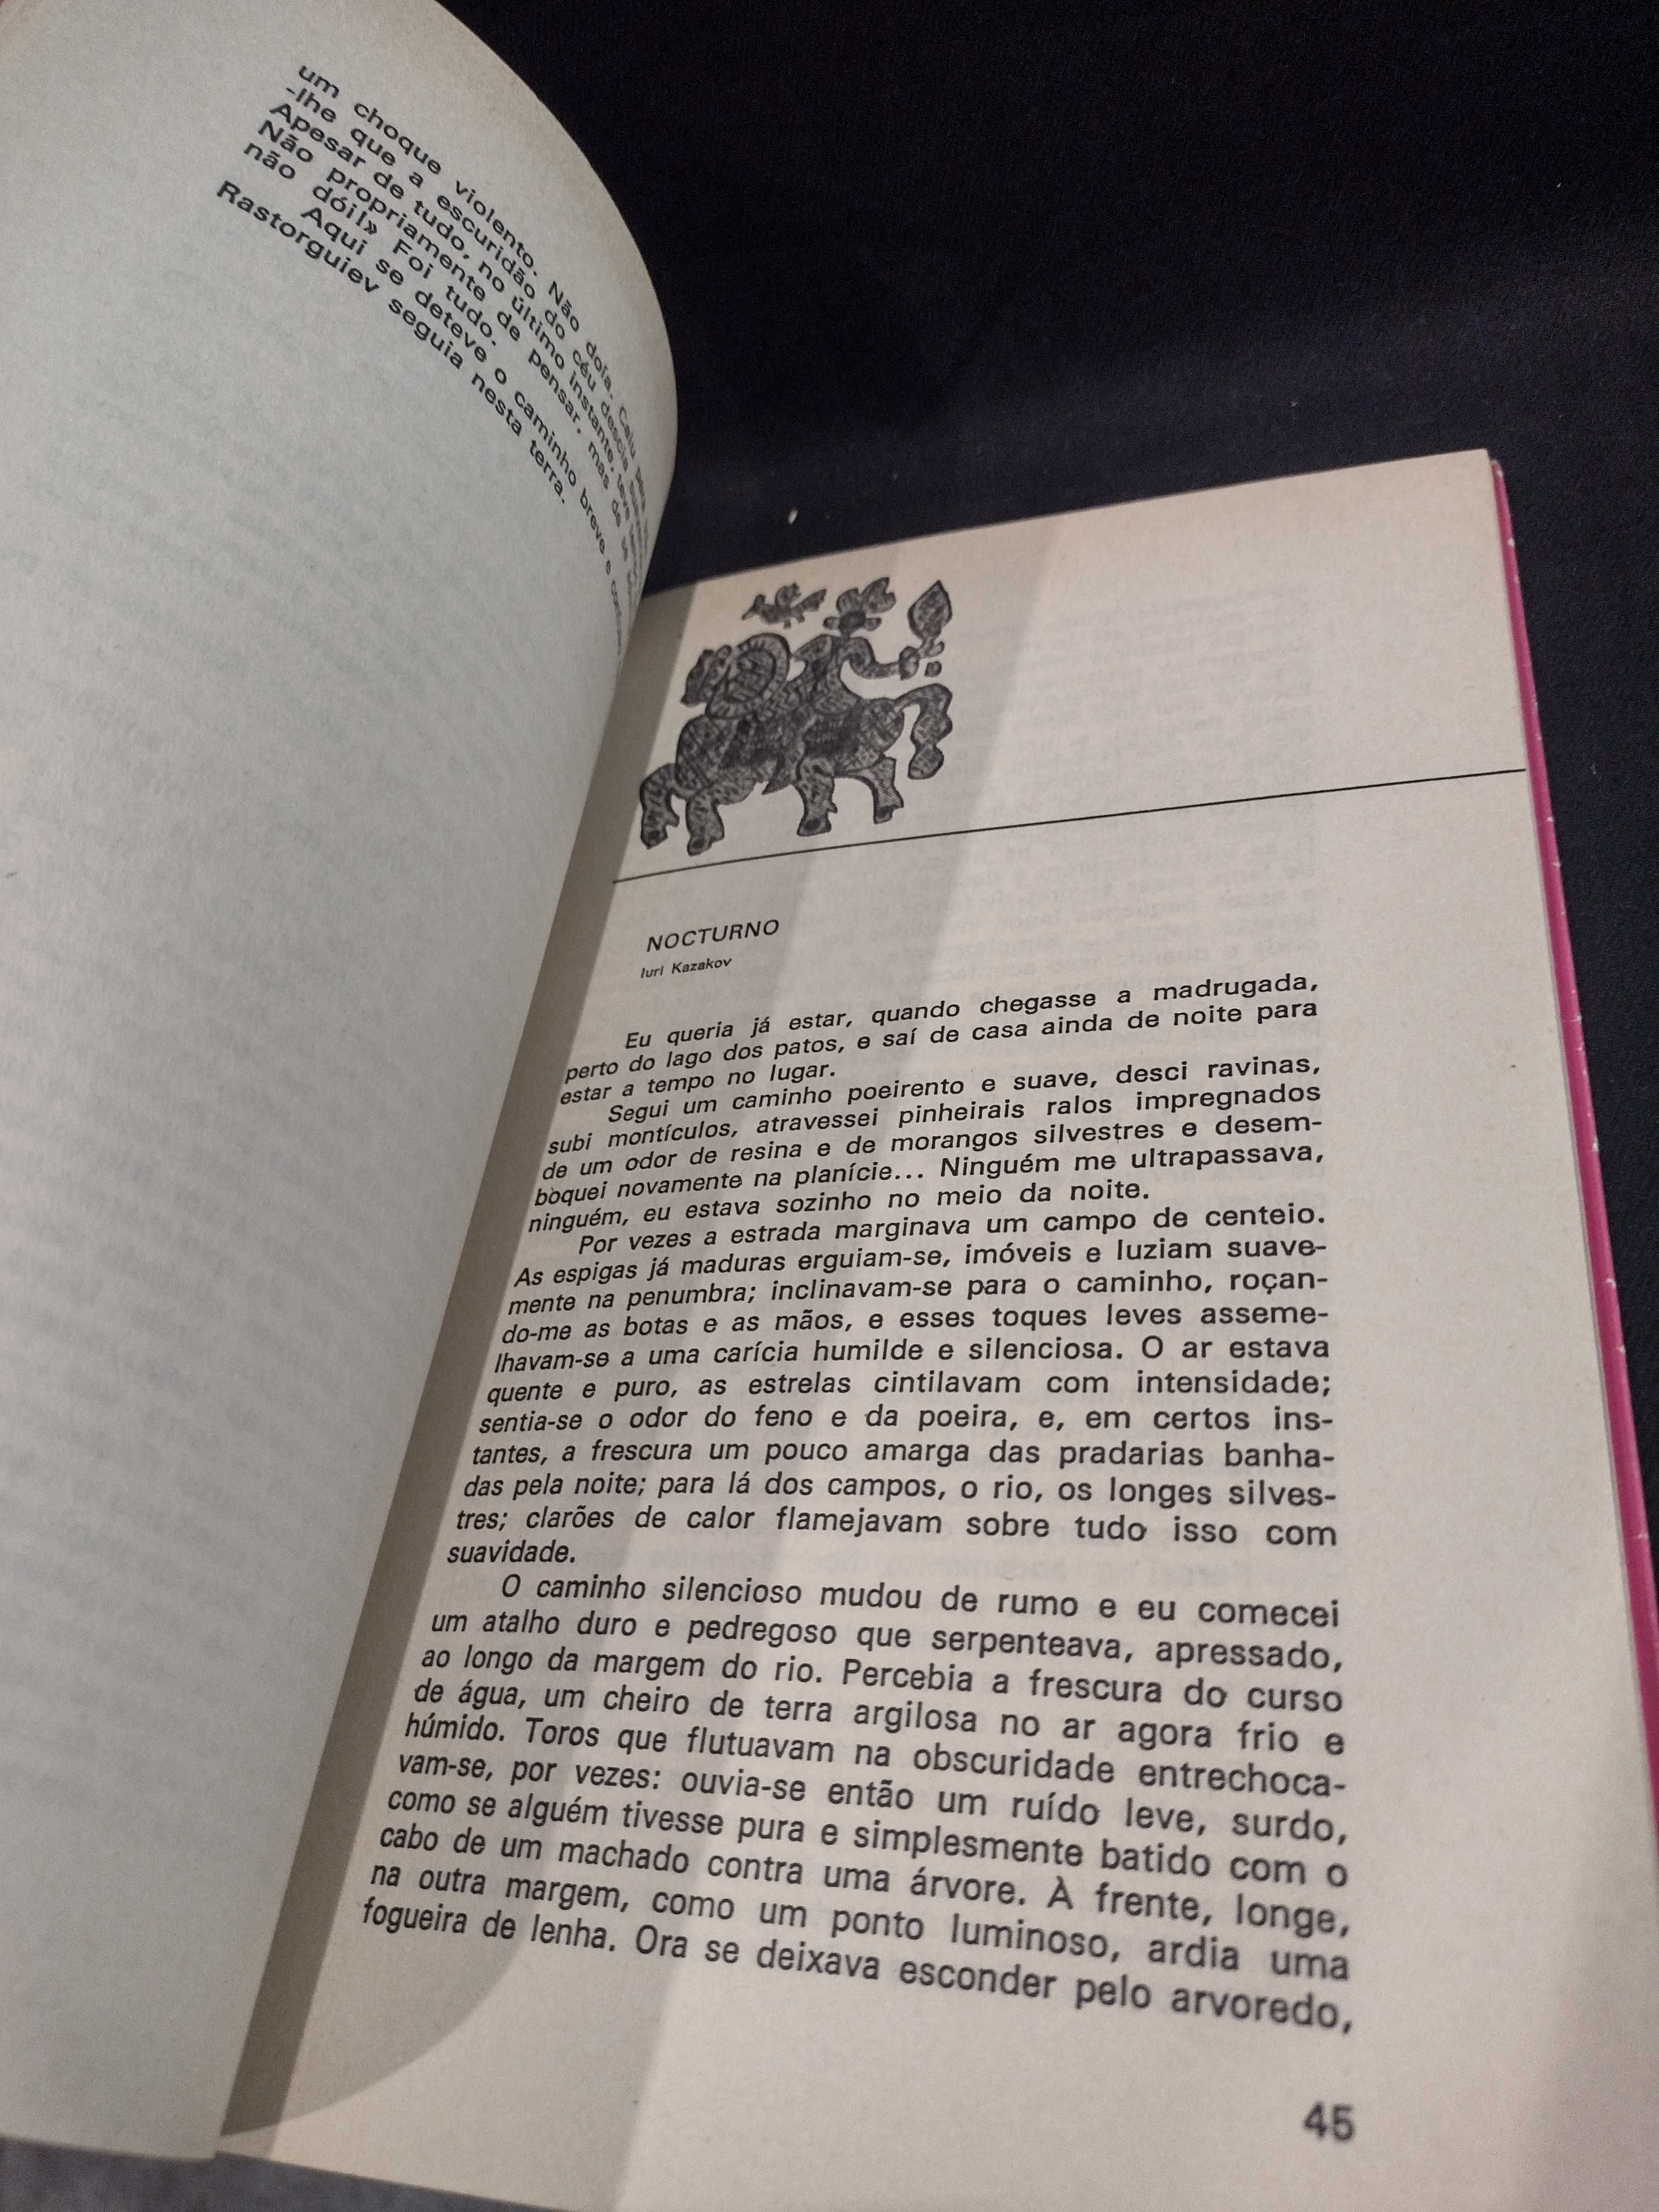 um choque violento. Não doía. Caiu
-lhe que a escuridão do céu descia
Apesar de tudo, no último instante, teve
Não propriamente de pensar, mas de se
não dói!» Foi tudo.
Aqui se deteve o caminho breve e
Rastorguiev seguia nesta terra.
NOCTURNO
Iuri Kazakov
Eu queria já estar, quando chegasse a madrugada,
perto do lago dos patos, e saí de casa ainda de noite para
estar a tempo no lugar.
Segui um caminho poeirento e suave, desci ravinas,
subi montículos, atravessei pinheirais ralos impregnados
de um odor de resina e de morangos silvestres e desem-
boquei novamente na planície... Ninguém me ultrapassava,
ninguém, eu estava sozinho no meio da noite.
Por vezes a estrada marginava um campo de centeio.
As espigas já maduras erguiam-se, imóveis e luziam suave-
mente na penumbra; inclinavam-se para o caminho, roçan-
do-me as botas e as mãos, e esses toques leves asseme-
lhavam-se a uma carícia humilde e silenciosa. O ar estava
quente e puro, as estrelas cintilavam com intensidade;
sentia-se o odor do feno e da poeira, e, em certos ins-
tantes, a frescura um pouco amarga das pradarias banha-
das pela noite; para lá dos campos, o rio, os longes silves-
tres; clarões de calor flamejavam sobre tudo isso com
suavidade.
O caminho silencioso mudou de rumo e eu comecei
um atalho duro e pedregoso que serpenteava, apressado,
ao longo da margem do rio. Percebia a frescura do curso
de água, um cheiro de terra argilosa no ar agora frio e
húmido. Toros que flutuavam na obscuridade entrechoca-
vam-se, por vezes: ouvia-se então um ruído leve, surdo,
como se alguém tivesse pura e simplesmente batido com o
cabo de um machado contra uma árvore. À frente, longe,
na outra margem, como um ponto luminoso, ardia uma
fogueira de lenha. Ora se deixava esconder pelo arvoredo,
45